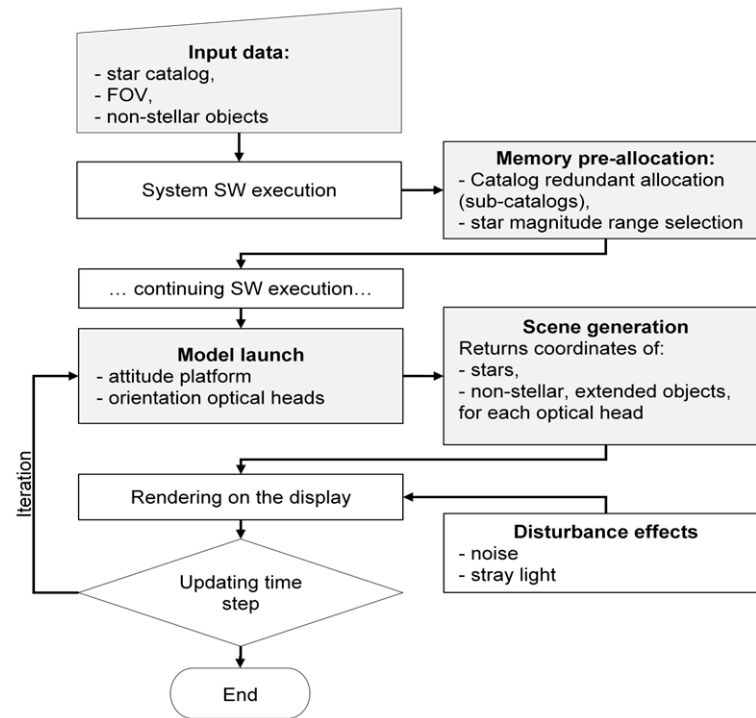 Input data:
- star catalog,
- FOV,
- non-stellar objects
System SW execution
Memory pre-allocation:
- Catalog redundant allocation
(sub-catalogs),
- star magnitude range selection
... continuing SW execution...
Model launch
- attitude platform
- orientation optical heads
Scene generation
Returns coordinates of:
- stars,
- non-stellar, extended objects,
for each optical head
Iteration
Rendering on the display
Disturbance effects
- noise
- stray light
Updating time
step
End